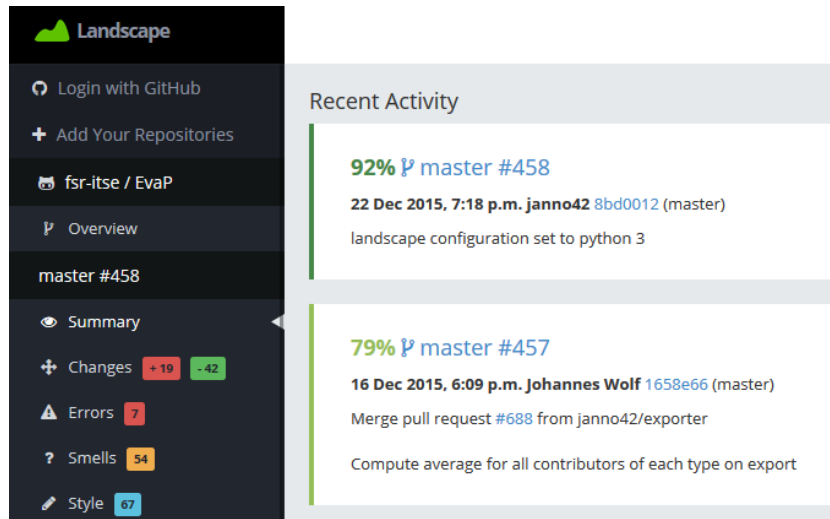 Landscape
Login with GitHub
Add Your Repositories
fsr-itse / EvaP
Overview
master #458
Summary
Changes +19 -42
Errors 7
? Smells 54
Style 67
Recent Activity
92% master #458
22 Dec 2015, 7:18 p.m. janno42 8bd0012 (master)
landscape configuration set to python 3
79% master #457
16 Dec 2015, 6:09 p.m. Johannes Wolf 1658e66 (master)
Merge pull request #688 from janno42/exporter
Compute average for all contributors of each type on export